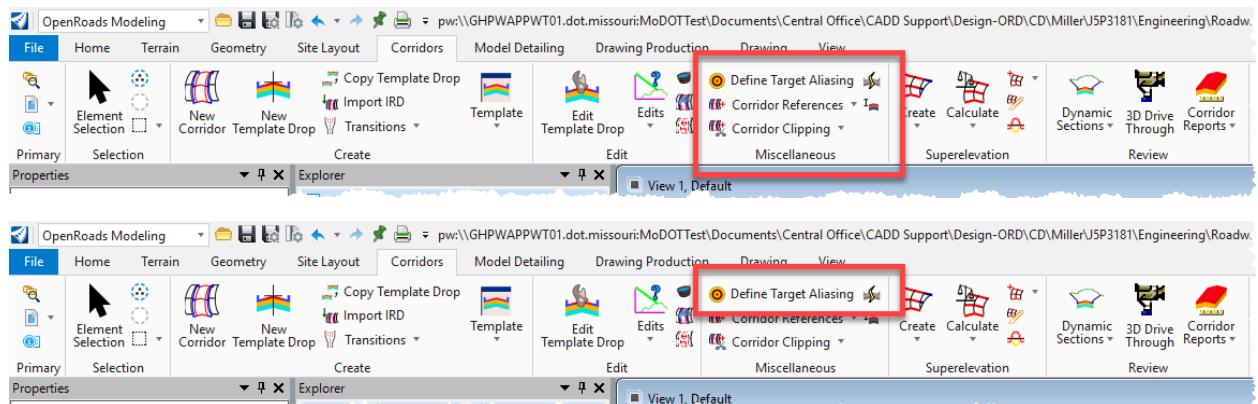 OpenRoads Modeling pw:\\GHPWAPPWT01.dot.missouri:MoDOTTest\Documents\Central Office\CADD Support\Design-ORD\CD\Miller\J5P3181\Engineering\Roadw
File Home Terrain Geometry Site Layout Corridors Model Detailing Drawing Production Drawing View
Copy Template Drop Define Target Aliasing
Import IRD Corridor References
Element Selection New Corridor New Template Drop Transitions Template Edit Template Drop Edits Corridor Clipping Create Calculate Dynamic Sections 3D Drive Through Corridor Reports
Primary Selection Create Edit Miscellaneous Superelevation Review
Properties Explorer
View 1, Default
OpenRoads Modeling pw:\\GHPWAPPWT01.dot.missouri:MoDOTTest\Documents\Central Office\CADD Support\Design-ORD\CD\Miller\J5P3181\Engineering\Roadw
File Home Terrain Geometry Site Layout Corridors Model Detailing Drawing Production Drawing View
Copy Template Drop Define Target Aliasing
Import IRD Corridor References
Element Selection New Corridor New Template Drop Transitions Template Edit Template Drop Edits Corridor Clipping Create Calculate Dynamic Sections 3D Drive Through Corridor Reports
Primary Selection Create Edit Miscellaneous Superelevation Review
Properties Explorer
View 1, Default